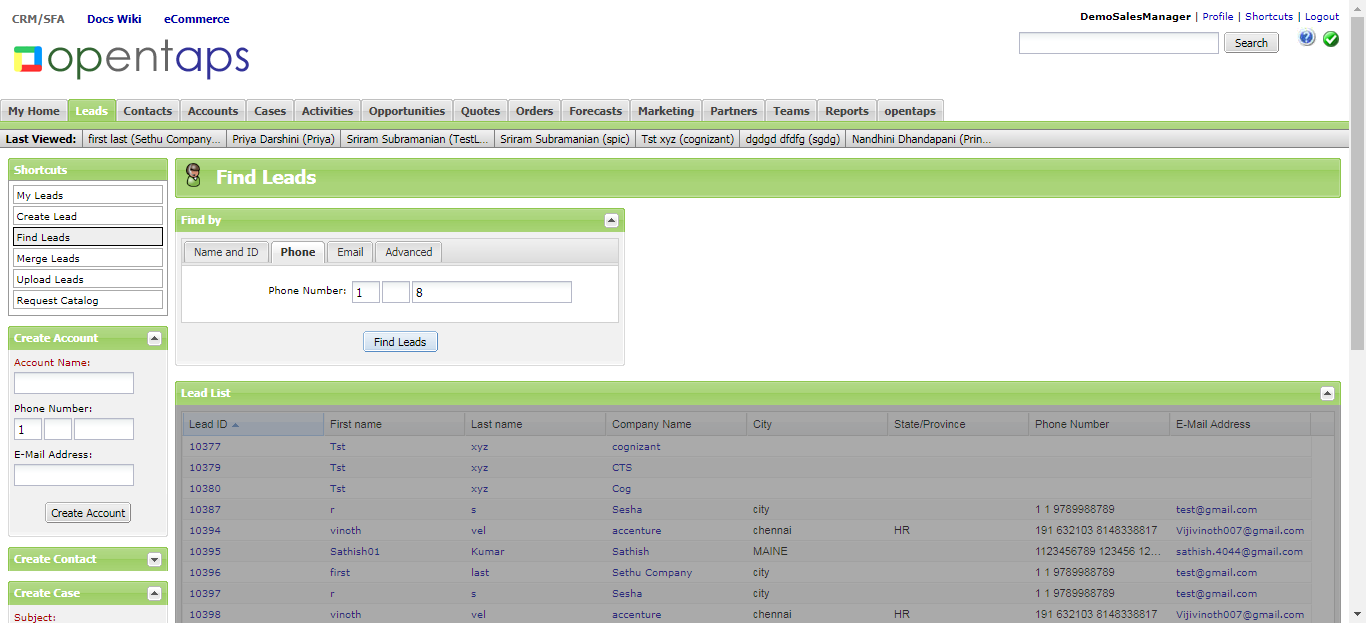 CRM/SFA Docs Wiki eCommerce
DemoSalesManager | Profile | Shortcuts | Logout
opentaps
Search
My Home Leads Contacts Accounts Cases Activities Opportunities Quotes Orders Forecasts Marketing Partners Teams Reports opentaps
Last Viewed: first last (Sethu Company... Priya Darshini (Priya) Sriram Subramanian (TestL... Sriram Subramanian (spic) Tst xyz (cognizant) dgdgd dfdfg (sgdg) Nandhini Dhandapani (Prin...
Shortcuts
My Leads
Create Lead
Find Leads
Merge Leads
Upload Leads
Request Catalog
Create Account
Account Name:
Phone Number:
1
E-Mail Address:
Create Account
Create Contact
Create Case
Subject:
Find Leads
Find by
Name and ID Phone Email Advanced
Phone Number: 1 8
Find Leads
Lead List
Lead ID First name Last name Company Name City State/Province Phone Number E-Mail Address
10377 Tst xyz cognizant
10379 Tst xyz CTS
10380 Tst xyz Cog
10387 r s Sesha city 1 1 9789988789 test@gmail.com
10394 vinoth vel accenture chennai HR 191 632103 8148338817 Vijivinoth007@gmail.com
10395 Sathish01 Kumar Sathish MAINE 1123456789 123456 12... sathish.4044@gmail.com
10396 first last Sethu Company city 1 1 9789988789 test@gmail.com
10397 r s Sesha city 1 1 9789988789 test@gmail.com
10398 vinoth vel accenture chennai HR 191 632103 8148338817 Vijivinoth007@gmail.com